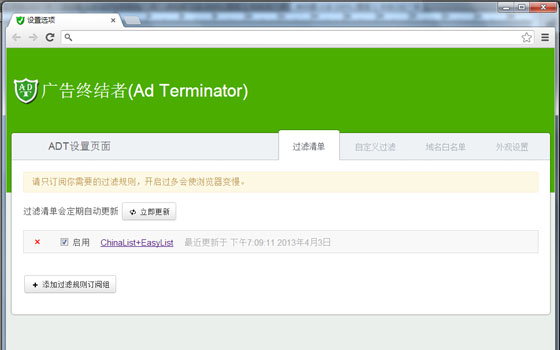 设置选项
AD
广告终结者(Ad Terminator)
ADT设置页面
过滤清单
自定义过滤
域名白名单
外观设置
请只订阅你需要的过滤规则，开启过多会使浏览器变慢。
过滤清单会定期自动更新 立即更新
启用 ChinaList+EasyList 最近更新于 下午7:09:11 2013年4月3日
添加过滤规则订阅组